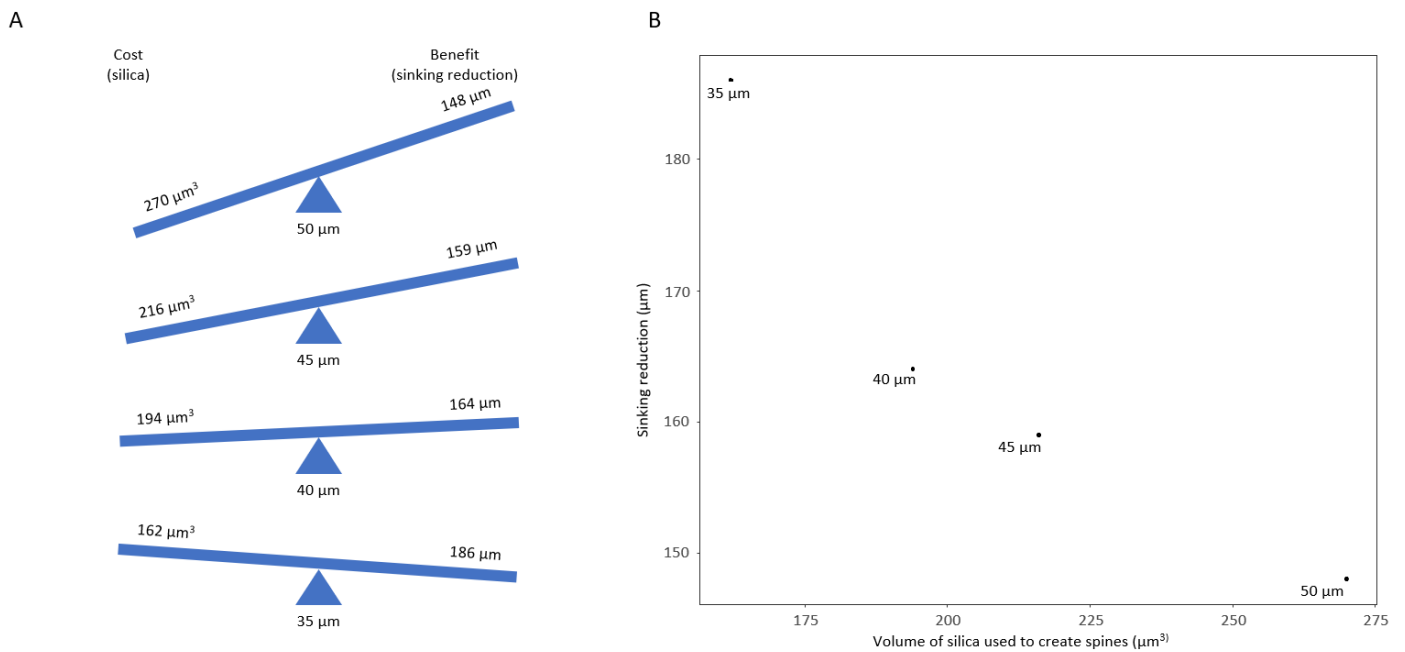 A
Cost
(silica)
Benefit
(sinking reduction)
148 µm
270 µm³
50 µm
159 µm
216 µm³
45 µm
164 µm
194 µm³
40 µm
162 µm³
186 µm
35 µm
B
Sinking reduction (µm)
180
170
160
150
35 µm
40 µm
45 µm
50 µm
175
200
225
250
275
Volume of silica used to create spines (µm³⁾